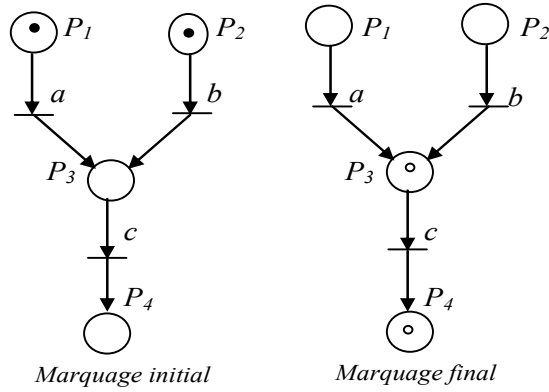 P₁ P₂ P₁ P₂
a b a b
P₃ P₃
c c
P₄ P₄
Marquage initial Marquage final